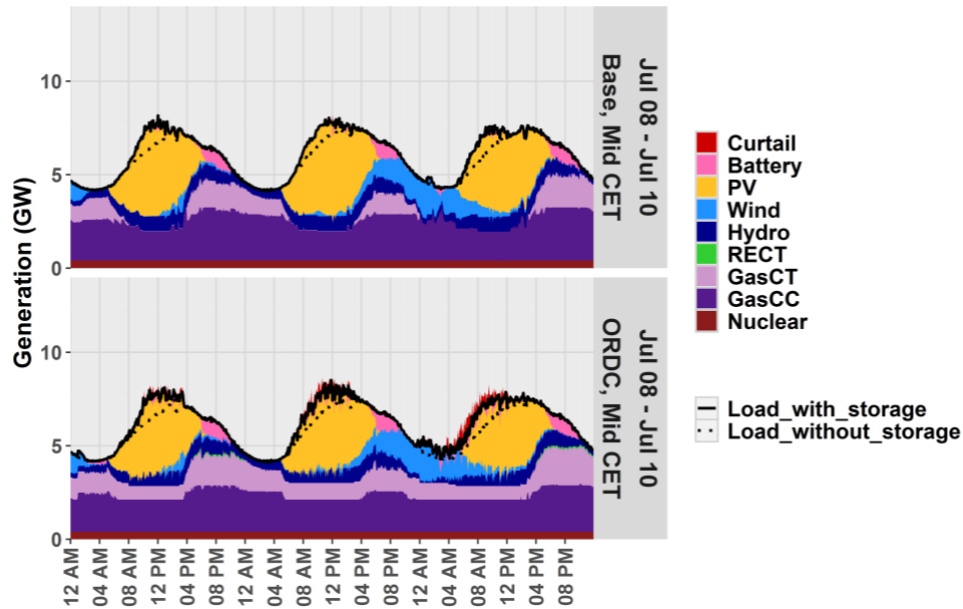 Generation (GW)
10
5
0
Base, Mid CET
Jul 08 - Jul 10
10
5
0
ORDC, Mid CET
Jul 08 - Jul 10
12 AM
04 AM
08 AM
12 PM
04 PM
08 PM
12 AM
04 AM
08 AM
12 PM
04 PM
08 PM
12 AM
04 AM
08 AM
12 PM
04 PM
08 PM
Curtail
Battery
PV
Wind
Hydro
RECT
GasCT
GasCC
Nuclear
Load_with_storage
Load_without_storage